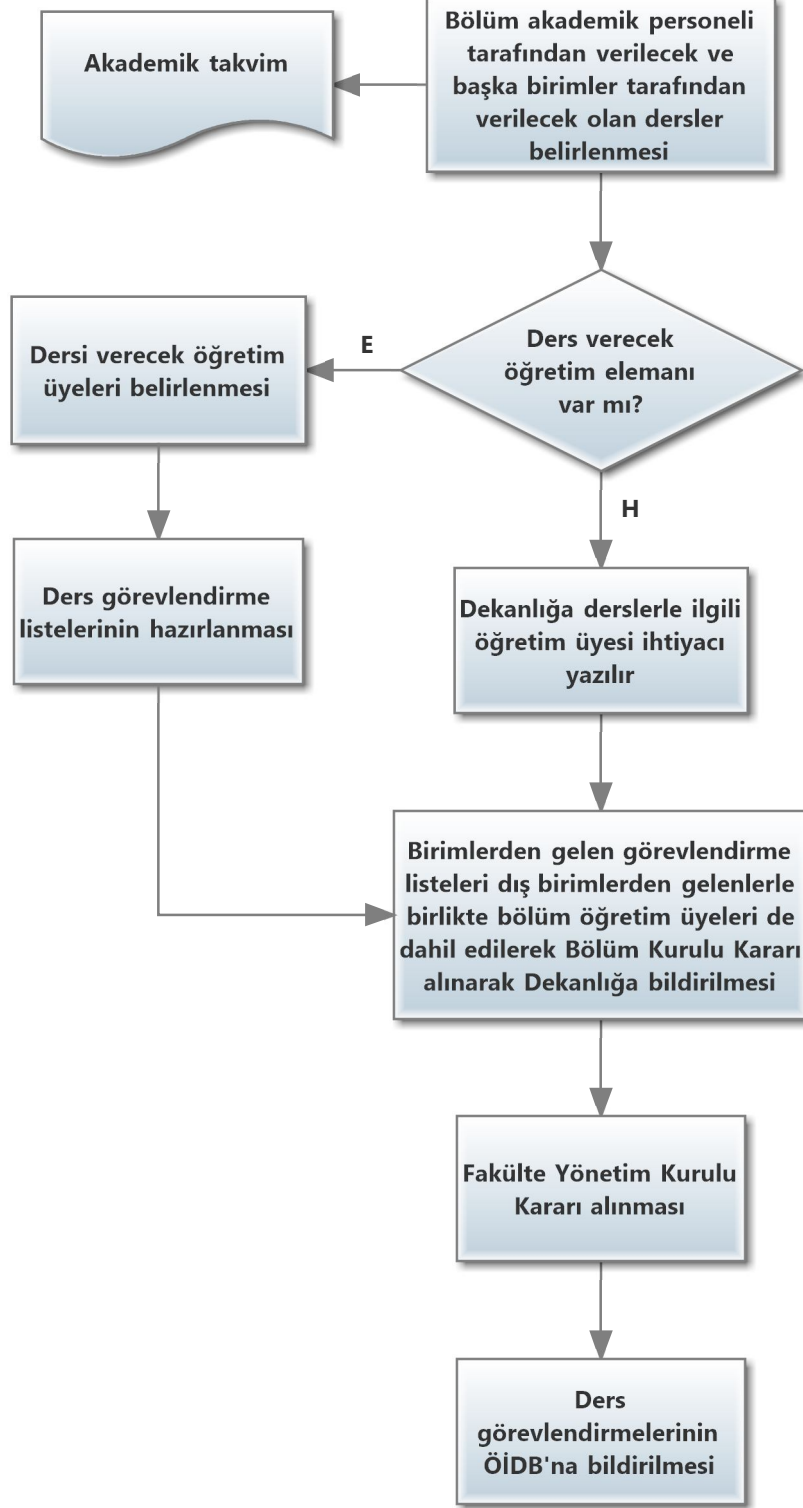 Bölüm akademik personeli
tarafından verilecek ve
başka birimler tarafından
verilecek olan dersler
belirlenmesi
Akademik takvim
Ders verecek
öğretim elemanı
var mı?
E
Dersi verecek öğretim
üyeleri belirlenmesi
H
Ders görevlendirme
listelerinin hazırlanması
Dekanlığa derslerle ilgili
öğretim üyesi ihtiyacı
yazılır
Birimlerden gelen görevlendirme
listeleri dış birimlerden gelenlerle
birlikte bölüm öğretim üyeleri de
dahil edilerek Bölüm Kurulu Kararı
alınarak Dekanlığa bildirilmesi
Fakülte Yönetim Kurulu
Kararı alınması
Ders
görevlendirmelerinin
ÖİDB'na bildirilmesi